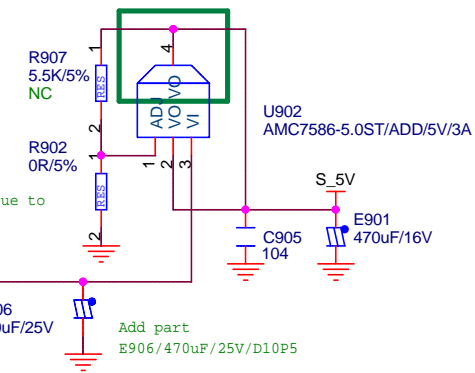 1
R907
5.5K/5%
NC
RES
2
4
ADJ
VO
VO
VI
U902
AMC7586-5.0ST/ADD/5V/3A
R902
0R/5%
1
RES
2
1
2
3
ue to
S_5V
C905
104
E901
470uF/16V
06
0uF/25V
Add part
E906/470uF/25V/D10P5